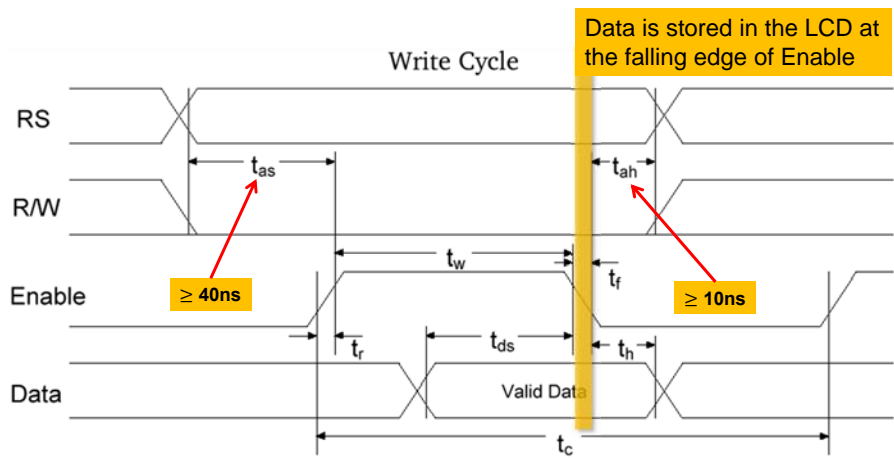 Data is stored in the LCD at
the falling edge of Enable
Write Cycle
RS
tas
tah
R/W
tw
tf
Enable
≥ 40ns
≥ 10ns
tr
tds
th
Data
Valid Data
tc